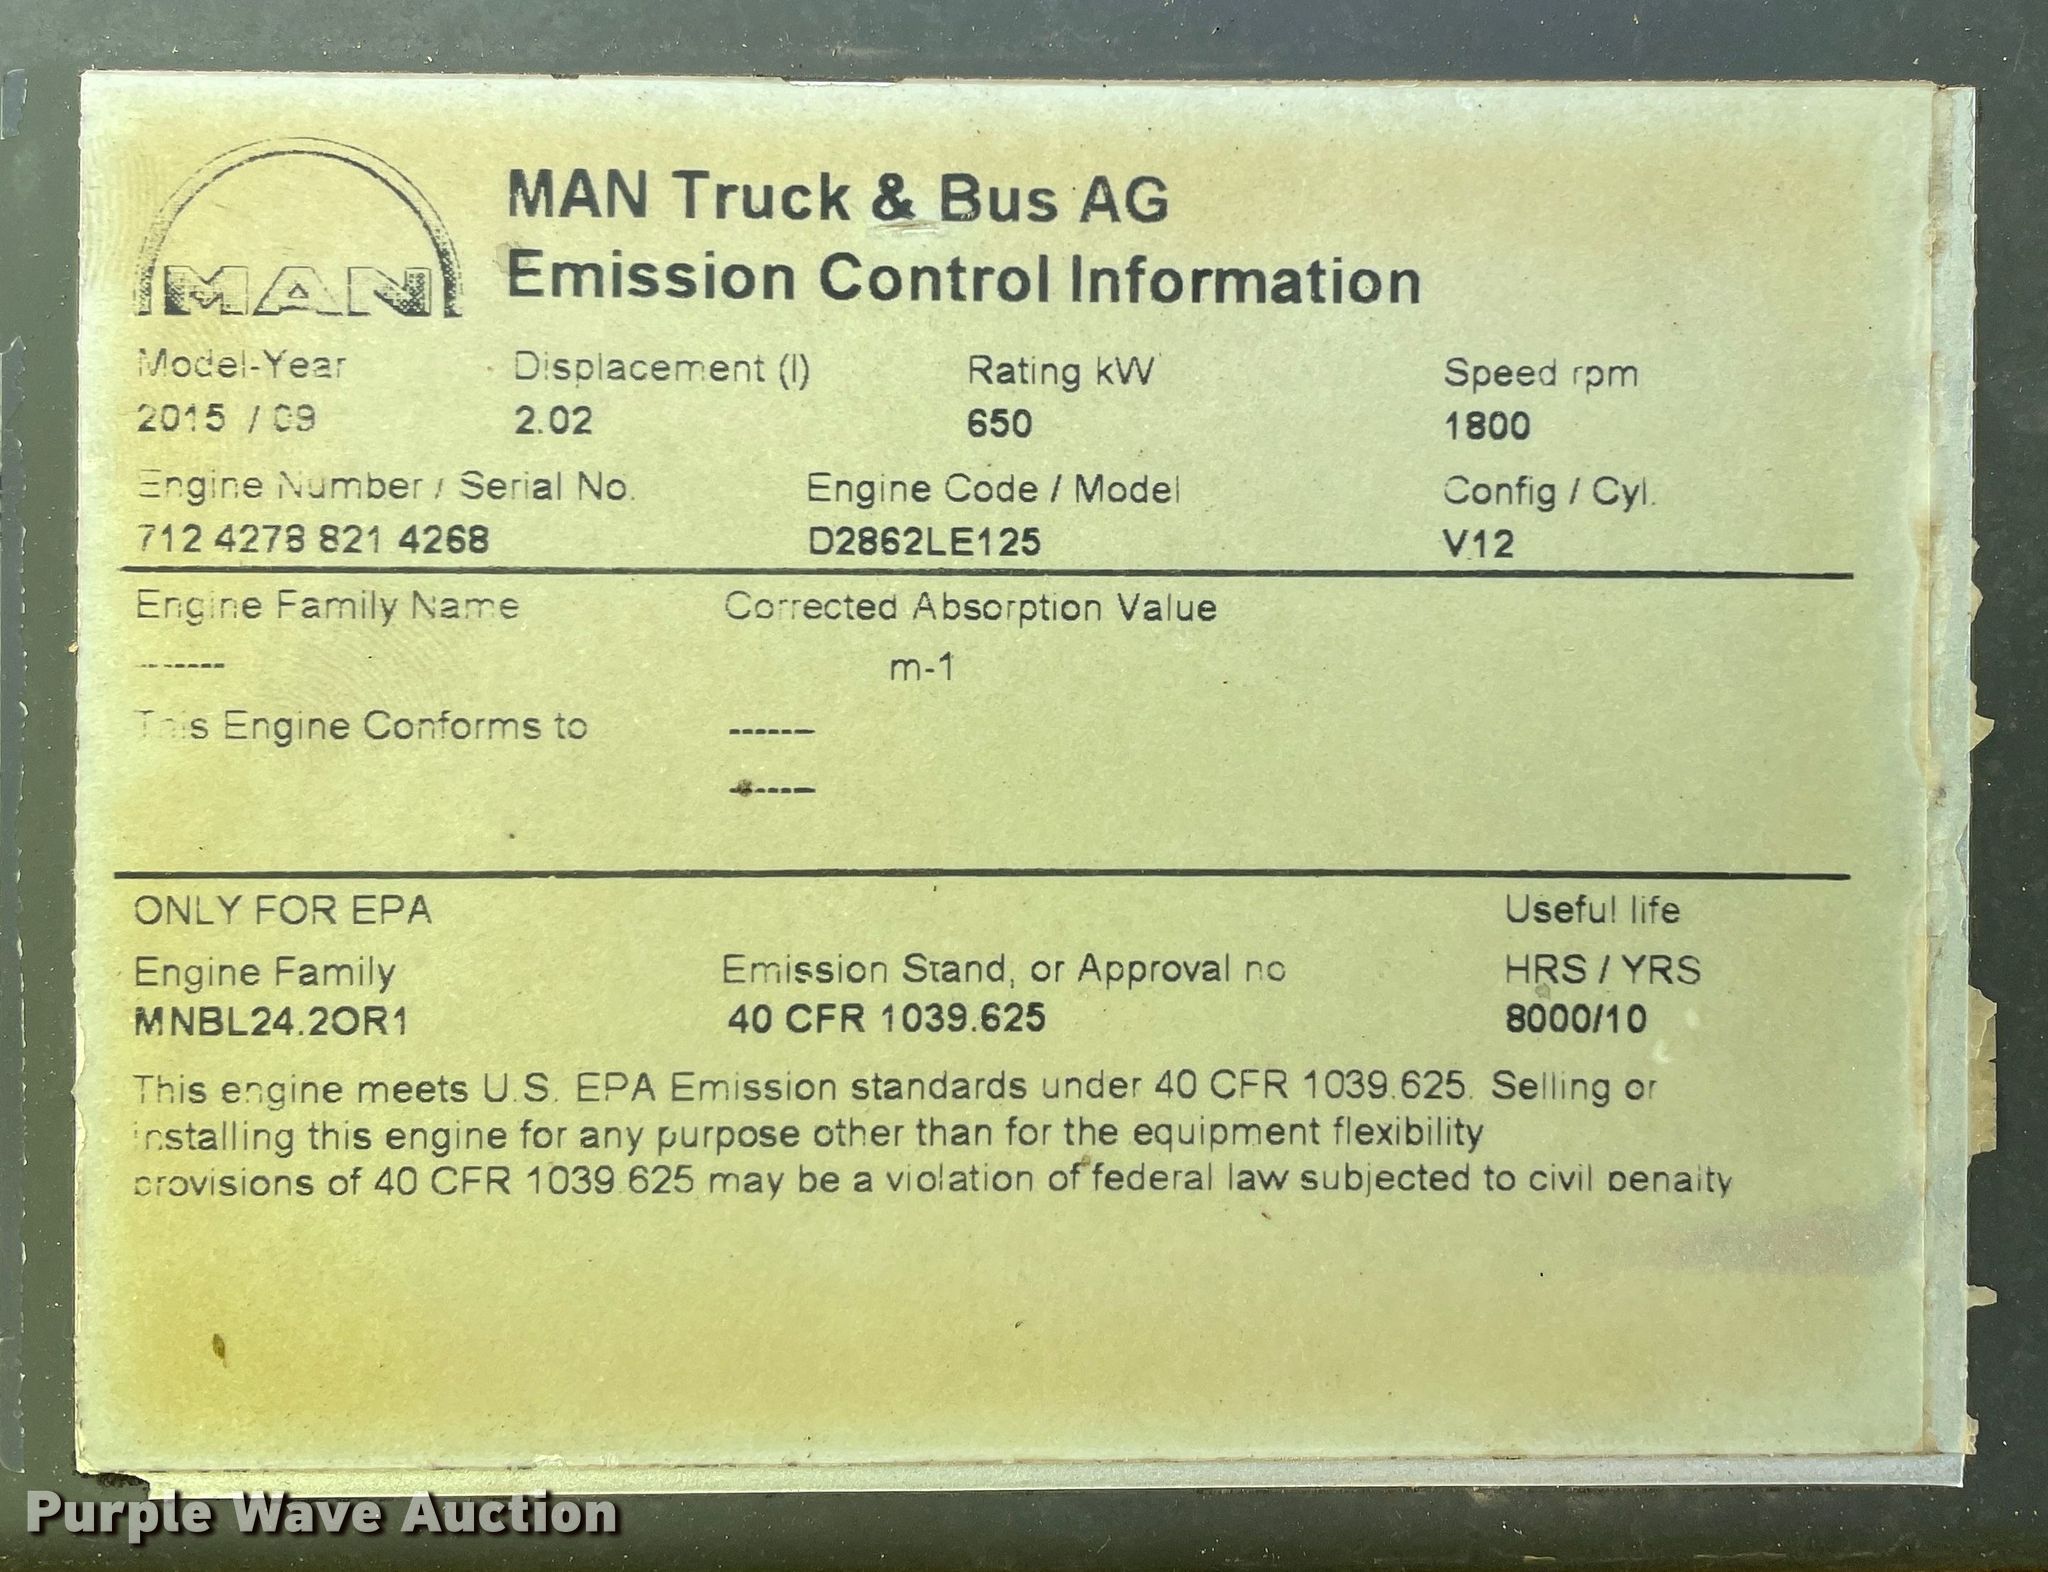 MAN
MAN Truck & Bus AG
Emission Control Information
Model-Year Displacement (l) Rating kW Speed rpm
2015 / 09 2.02 650 1800
Engine Number / Serial No. Engine Code / Model Config / Cyl.
712 4278 821 4268 D2862LE125 V12
Engine Family Name Corrected Absorption Value
------- m-1
This Engine Conforms to ------
------
ONLY FOR EPA Useful life
Engine Family Emission Stand, or Approval no HRS / YRS
MNBL24.2OR1 40 CFR 1039.625 8000/10
This engine meets U.S. EPA Emission standards under 40 CFR 1039.625. Selling or
installing this engine for any purpose other than for the equipment flexibility
provisions of 40 CFR 1039.625 may be a violation of federal law subjected to civil penalty
Purple Wave Auction